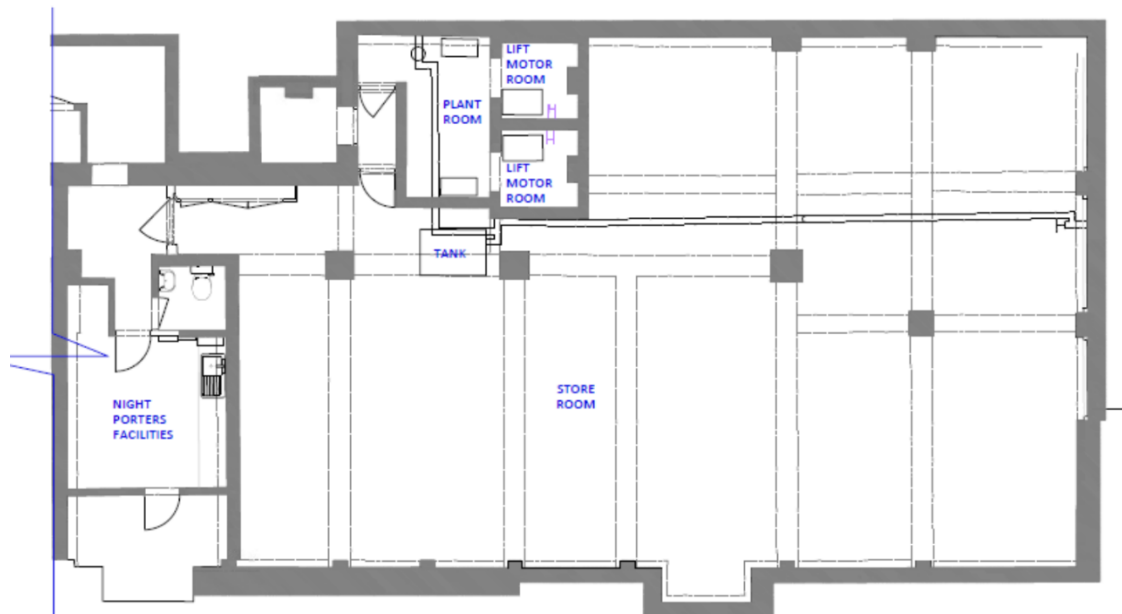 LIFT
MOTOR
ROOM
PLANT
ROOM
LIFT
MOTOR
ROOM
TANK
STORE
ROOM
NIGHT
PORTERS
FACILITIES